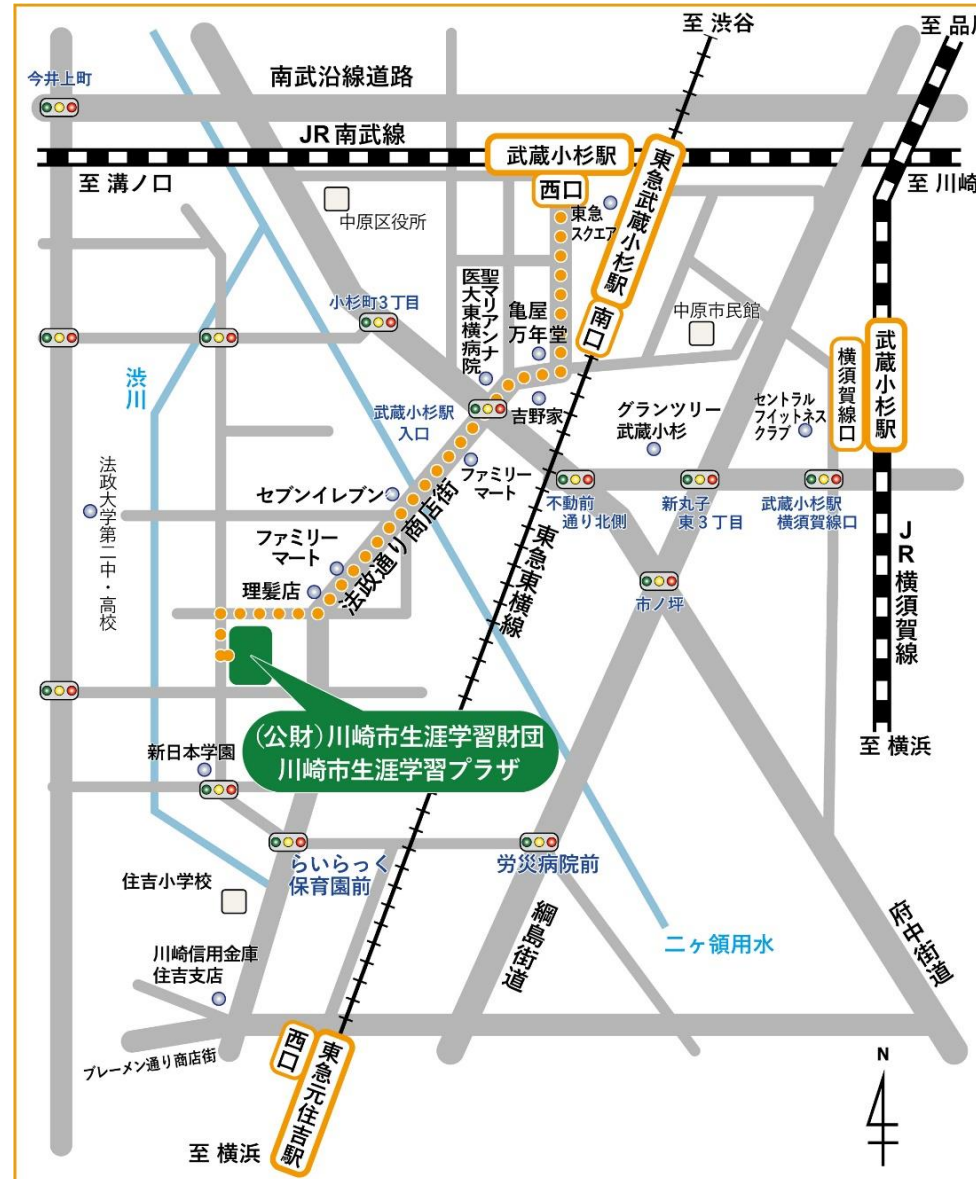 至 渋谷
至 品川
今井上町
南武沿線道路
JR南武線
武蔵小杉駅
西口
東急武蔵小杉駅
南口
至 溝ノ口
至 川崎
中原区役所
東急
スクエア
小杉町3丁目
聖マリアンナ
医大東横病院
亀屋
万年堂
中原市民館
武蔵小杉駅
横須賀線口
渋川
武蔵小杉駅
入口
吉野家
グランツリー
武蔵小杉
セントラル
フイットネス
クラブ
法政大学第二中・高校
セブンイレブン
ファミリー
マート
不動前
通り北側
新丸子
東3丁目
武蔵小杉駅
横須賀線口
ファミリー
マート
理髪店
法政通り商店街
東急東横線
市ノ坪
JR横須賀線
(公財)川崎市生涯学習財団
川崎市生涯学習プラザ
新日本学園
至 横浜
らいらっく
保育園前
労災病院前
住吉小学校
綱島街道
二ヶ領用水
府中街道
川崎信用金庫
住吉支店
ブレーメン通り商店街
西口
東急元住吉駅
至 横浜
N